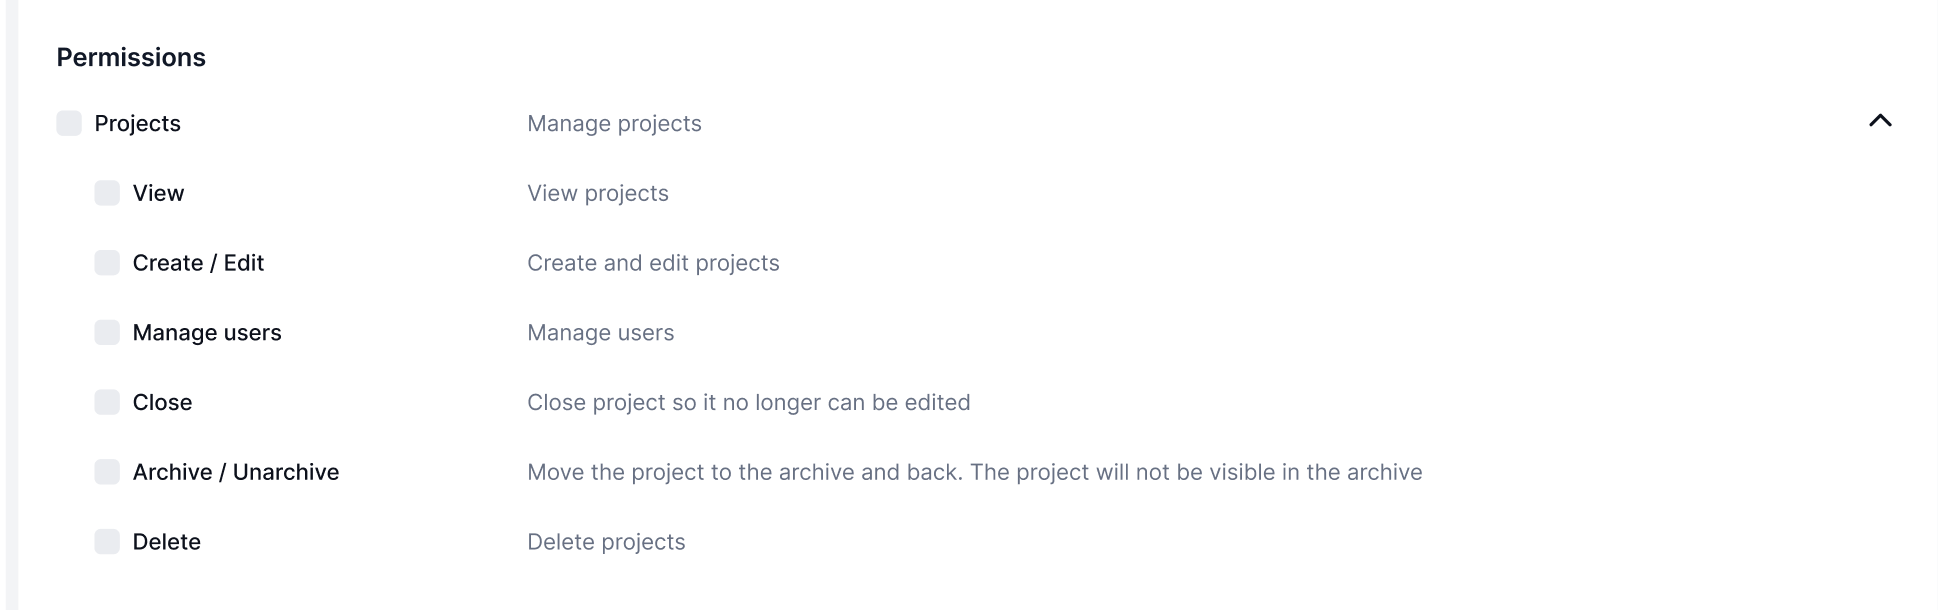 Permissions
Projects Manage projects
View View projects
Create / Edit Create and edit projects
Manage users Manage users
Close Close project so it no longer can be edited
Archive / Unarchive Move the project to the archive and back. The project will not be visible in the archive
Delete Delete projects